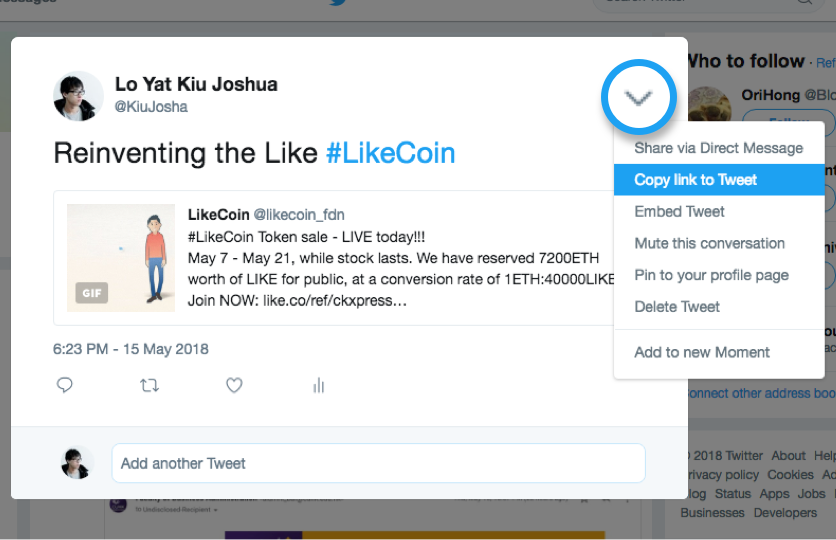 Lo Yat Kiu Joshua
@KiuJosha
Reinventing the Like #LikeCoin
LikeCoin @likecoin_fdn
#LikeCoin Token sale - LIVE today!!!
May 7 - May 21, while stock lasts. We have reserved 7200ETH
worth of LIKE for public, at a conversion rate of 1ETH:40000LIKE
Join NOW: like.co/ref/ckxpress…
GIF
6:23 PM - 15 May 2018
Add another Tweet
Share via Direct Message
Copy link to Tweet
Embed Tweet
Mute this conversation
Pin to your profile page
Delete Tweet
Add to new Moment
Who to follow · Ref
OriHong @Blo
Connect other address boo
2018 Twitter About Help
Privacy policy Cookies Ad
Blog Status Apps Jobs
Businesses Developers
Undisclosed-Recipient